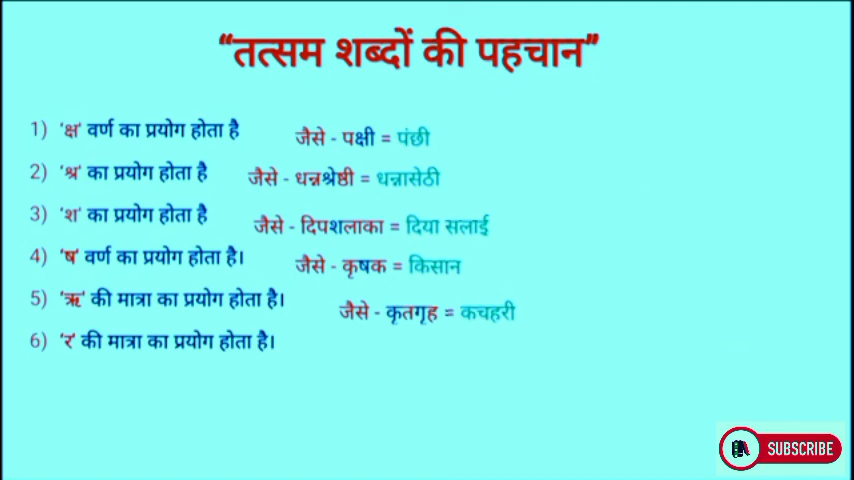 “तत्सम शब्दों की पहचान”
1) 'क्ष' वर्ण का प्रयोग होता है जैसे - पक्षी = पंछी
2) 'श्र' का प्रयोग होता है जैसे - धन्नश्रेष्ठी = धन्नासेठी
3) 'श' का प्रयोग होता है जैसे - दिपशलाका = दिया सलाई
4) 'ष' वर्ण का प्रयोग होता है। जैसे - कृषक = किसान
5) 'ऋ' की मात्रा का प्रयोग होता है। जैसे - कृतगृह = कचहरी
6) 'र' की मात्रा का प्रयोग होता है।
SUBSCRIBE